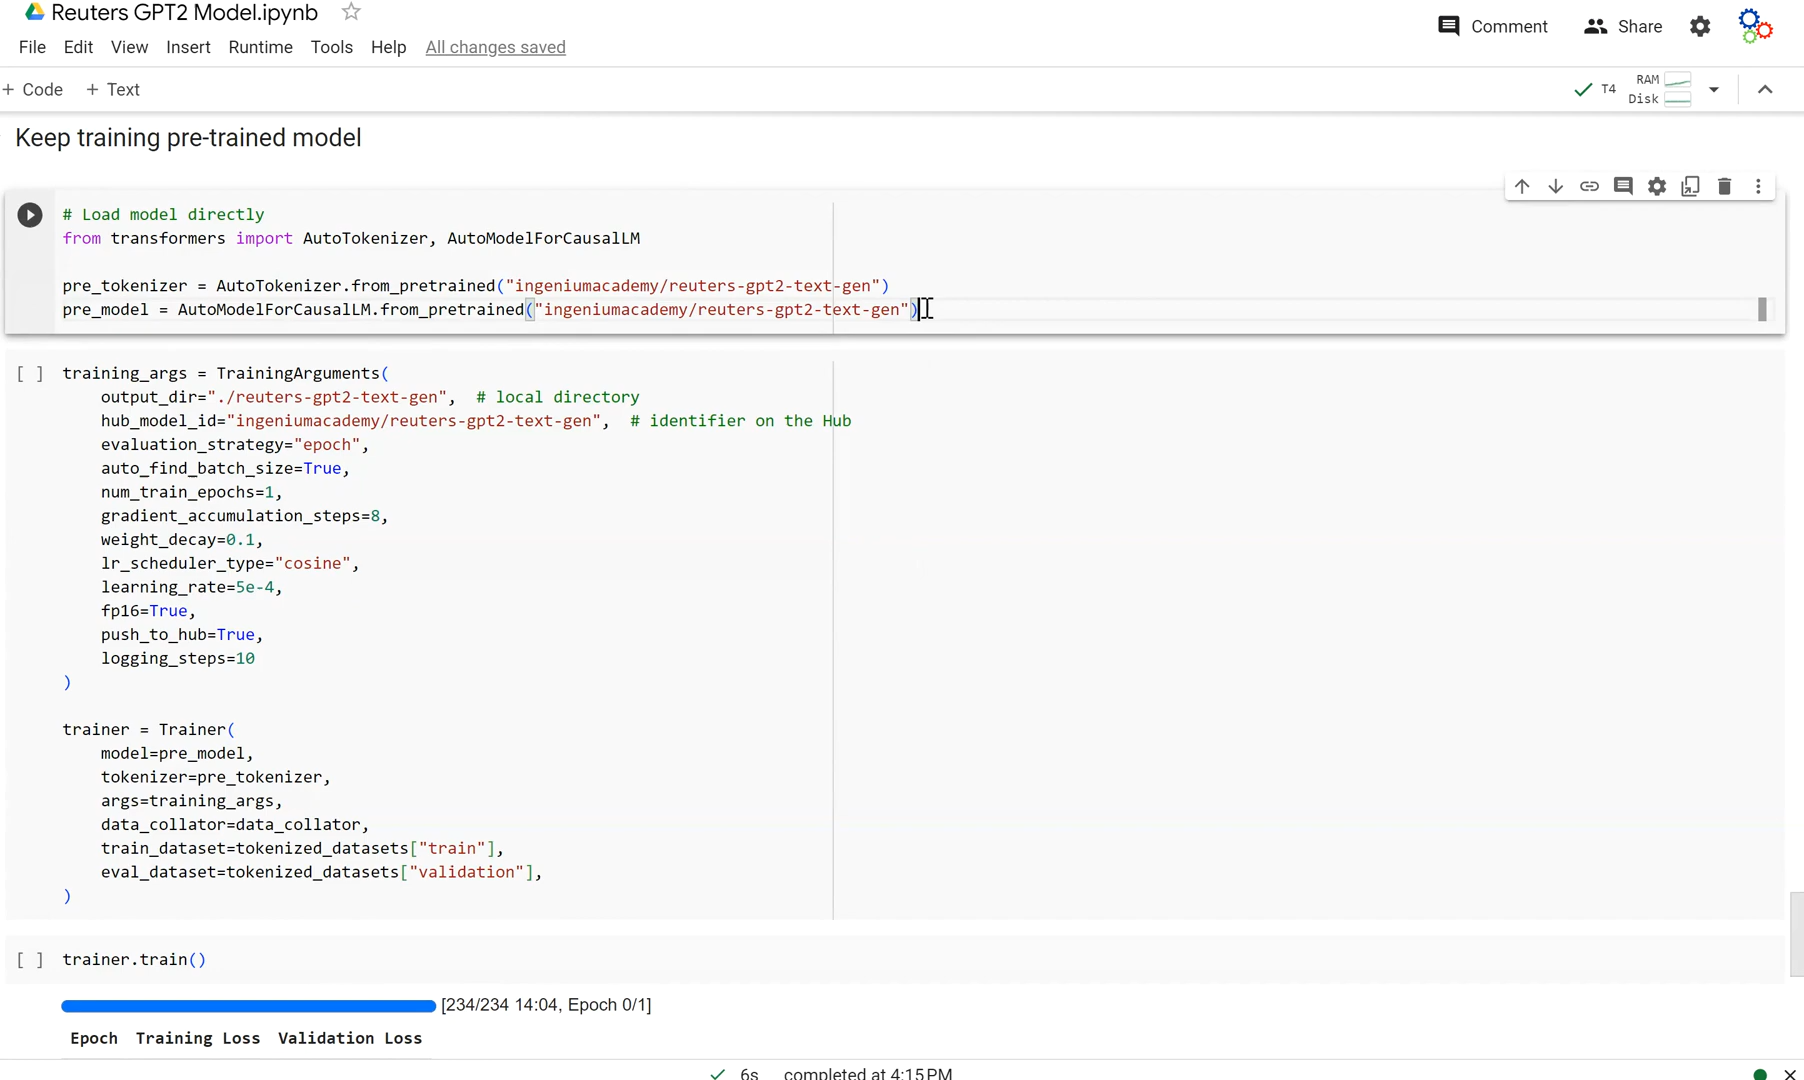 Reuters GPT2 Model.ipynb
File Edit View Insert Runtime Tools Help All changes saved
Comment Share
+ Code + Text
T4 RAM
Disk
Keep training pre-trained model
# Load model directly
from transformers import AutoTokenizer, AutoModelForCausalLM
pre_tokenizer = AutoTokenizer.from_pretrained("ingeniumacademy/reuters-gpt2-text-gen")
pre_model = AutoModelForCausalLM.from_pretrained("ingeniumacademy/reuters-gpt2-text-gen")
[ ] training_args = TrainingArguments(
output_dir="./reuters-gpt2-text-gen", # local directory
hub_model_id="ingeniumacademy/reuters-gpt2-text-gen", # identifier on the Hub
evaluation_strategy="epoch",
auto_find_batch_size=True,
num_train_epochs=1,
gradient_accumulation_steps=8,
weight_decay=0.1,
lr_scheduler_type="cosine",
learning_rate=5e-4,
fp16=True,
push_to_hub=True,
logging_steps=10
)
trainer = Trainer(
model=pre_model,
tokenizer=pre_tokenizer,
args=training_args,
data_collator=data_collator,
train_dataset=tokenized_datasets["train"],
eval_dataset=tokenized_datasets["validation"],
)
[ ] trainer.train()
[234/234 14:04, Epoch 0/1]
Epoch Training Loss Validation Loss
6s completed at 4:15 PM